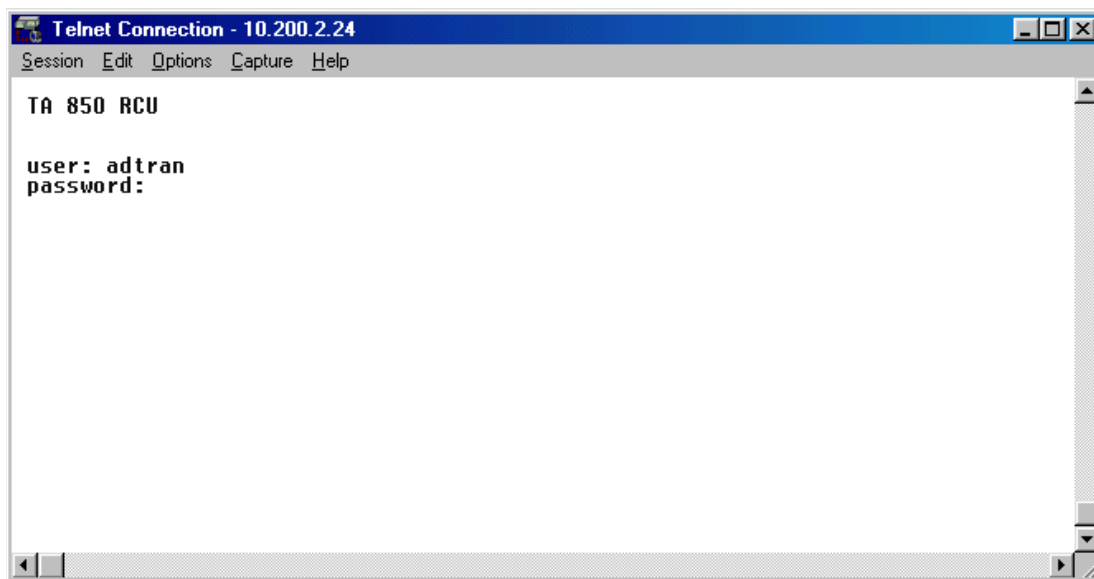 Telnet Connection - 10.200.2.24
Session Edit Options Capture Help
TA 850 RCU
user: adtran
password: